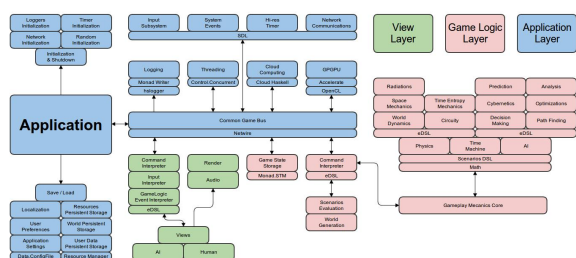 Loggers Initialization
Timer Initialization
Network Initialization
Random Initialization
Initialization & Shutdown
Application
Save / Load
Localization
Resources Persistent Storage
User Preferences
World Persistent Storage
Application Settings
User Data Persistent Storage
Data.ConfigFile
Resource Manager
Input Subsystem
System Events
Hi-res Timer
Network Communications
SDL
Logging
Monad.Writer
hslogger
Threading
Control.Concurrent
Cloud Computing
Cloud Haskell
GPGPU
Accelerate
OpenCL
Common Game Bus
Netwire
Command Interpreter
Input Interpreter
GameLogic Event Interpreter
eDSL
Render
Audio
Views
AI
Human
Game State Storage
Monad.STM
Command Interpreter
eDSL
Scenarios Evaluation
World Generation
View Layer
Game Logic Layer
Application Layer
Radiations
Prediction
Analysis
Space Mechanics
Time Entropy Mechanics
Cybernetics
Optimizations
World Dynamics
Circuity
Decision Making
Path Finding
eDSL
eDSL
Physics
Time Machine
AI
Scenarios DSL
Math
Gameplay Mecanics Core